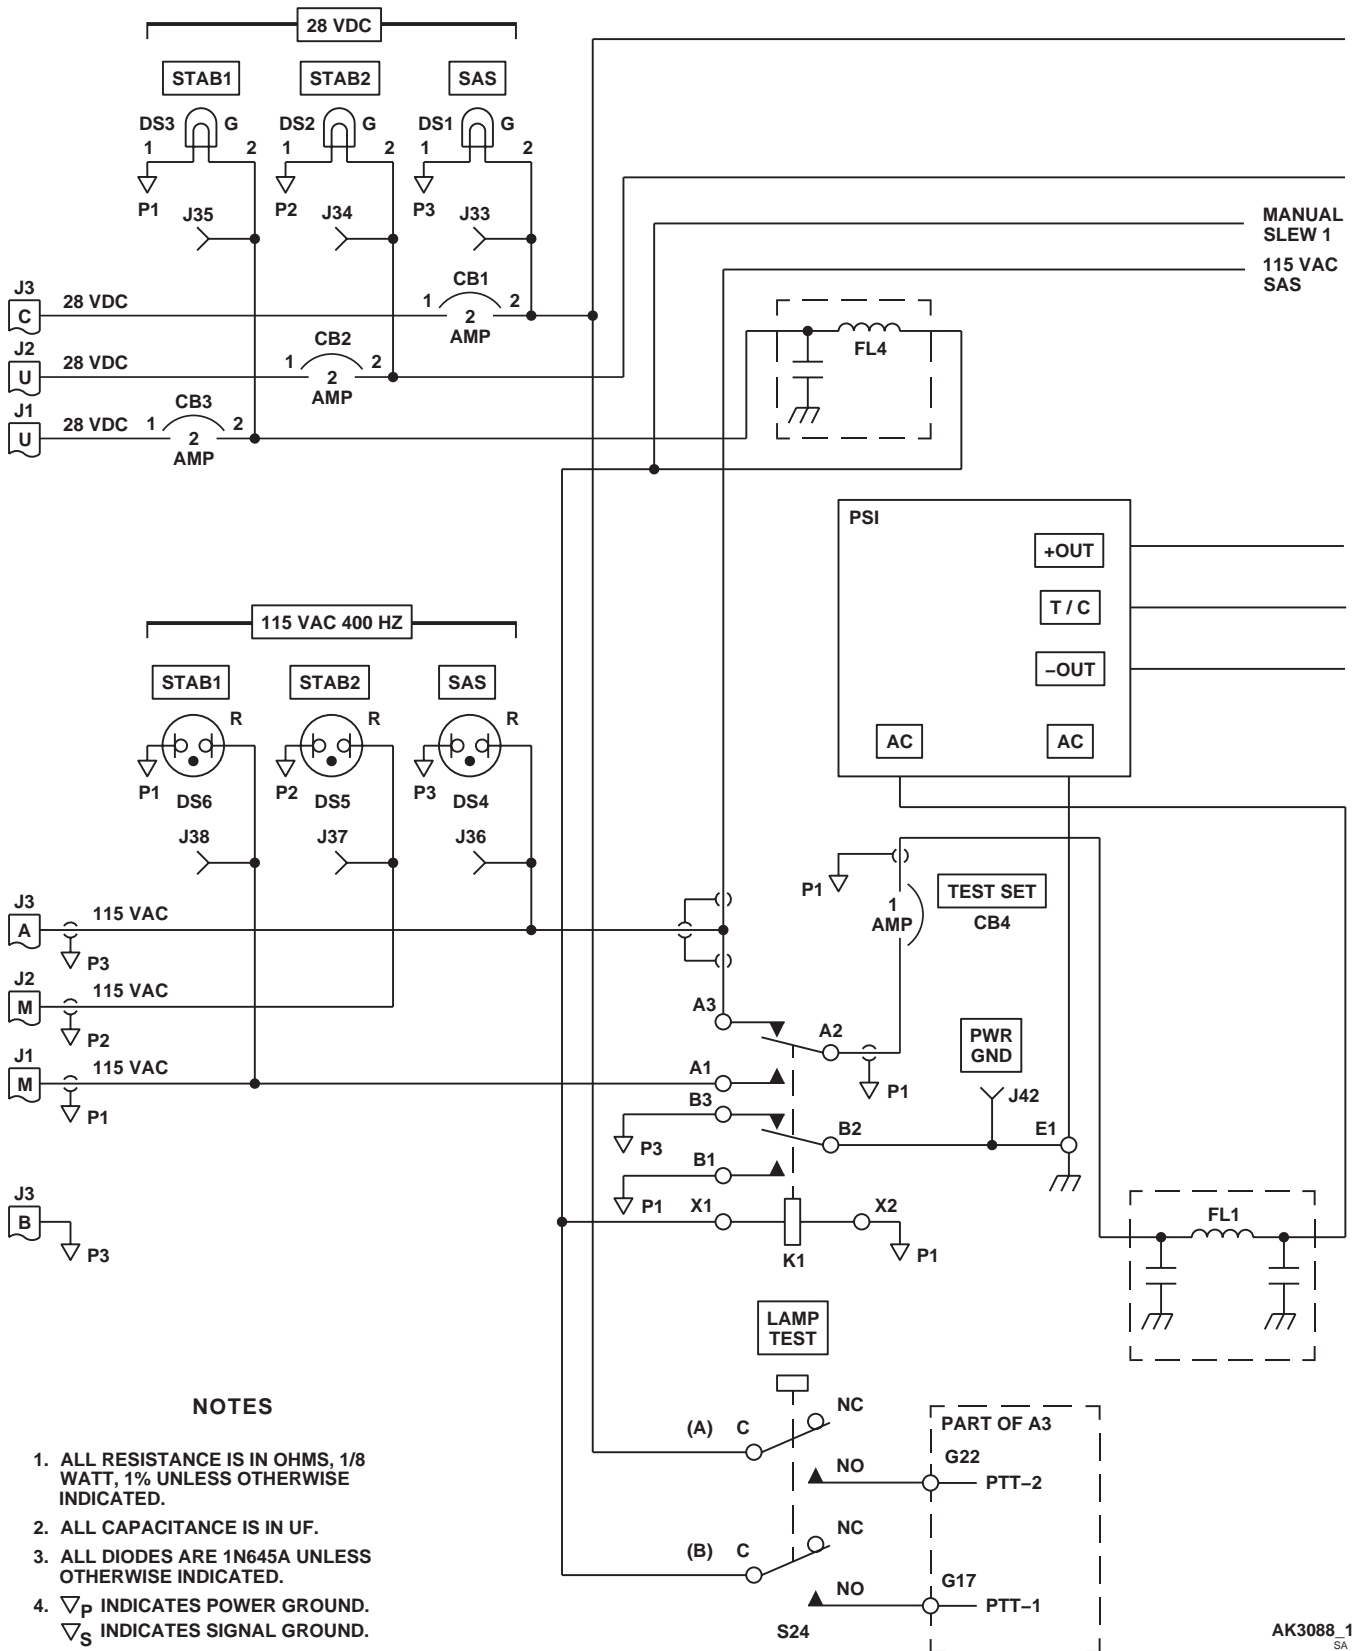 28 VDC
STAB1
STAB2
SAS
DS3
G
DS2
G
DS1
G
1
2
1
2
1
2
P1
P2
P3
J35
J34
J33
MANUAL
SLEW 1
115 VAC
SAS
J3
C
28 VDC
CB1
1
2
2
AMP
J2
U
28 VDC
CB2
1
2
2
AMP
FL4
J1
U
28 VDC
CB3
1
2
2
AMP
PSI
+OUT
T / C
–OUT
AC
AC
115 VAC 400 HZ
STAB1
STAB2
SAS
R
R
R
P1
P2
P3
DS6
DS5
DS4
J38
J37
J36
P1
1
AMP
TEST SET
CB4
J3
A
115 VAC
P3
J2
M
115 VAC
P2
J1
M
115 VAC
P1
A3
A2
P1
A1
PWR
GND
J42
B3
P3
B2
E1
B1
P1
J3
B
P3
X1
X2
K1
P1
FL1
LAMP
TEST
NOTES
1. ALL RESISTANCE IS IN OHMS, 1/8
WATT, 1% UNLESS OTHERWISE
INDICATED.
2. ALL CAPACITANCE IS IN UF.
3. ALL DIODES ARE 1N645A UNLESS
OTHERWISE INDICATED.
4. ▽P INDICATES POWER GROUND.
▽S INDICATES SIGNAL GROUND.
(A)
C
NC
NO
PART OF A3
G22
PTT–2
(B)
C
NC
NO
G17
PTT–1
S24
AK3088_1
SA